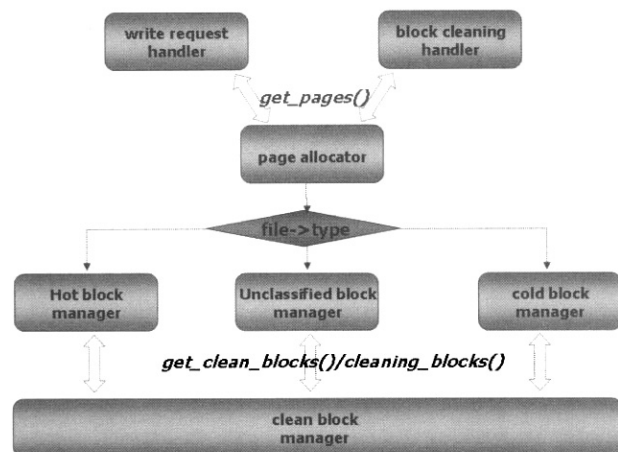 write request
handler
block cleaning
handler
get_pages()
page allocator
file->type
Hot block
manager
Unclassified block
manager
cold block
manager
get_clean_blocks()/cleaning_blocks()
clean block
manager